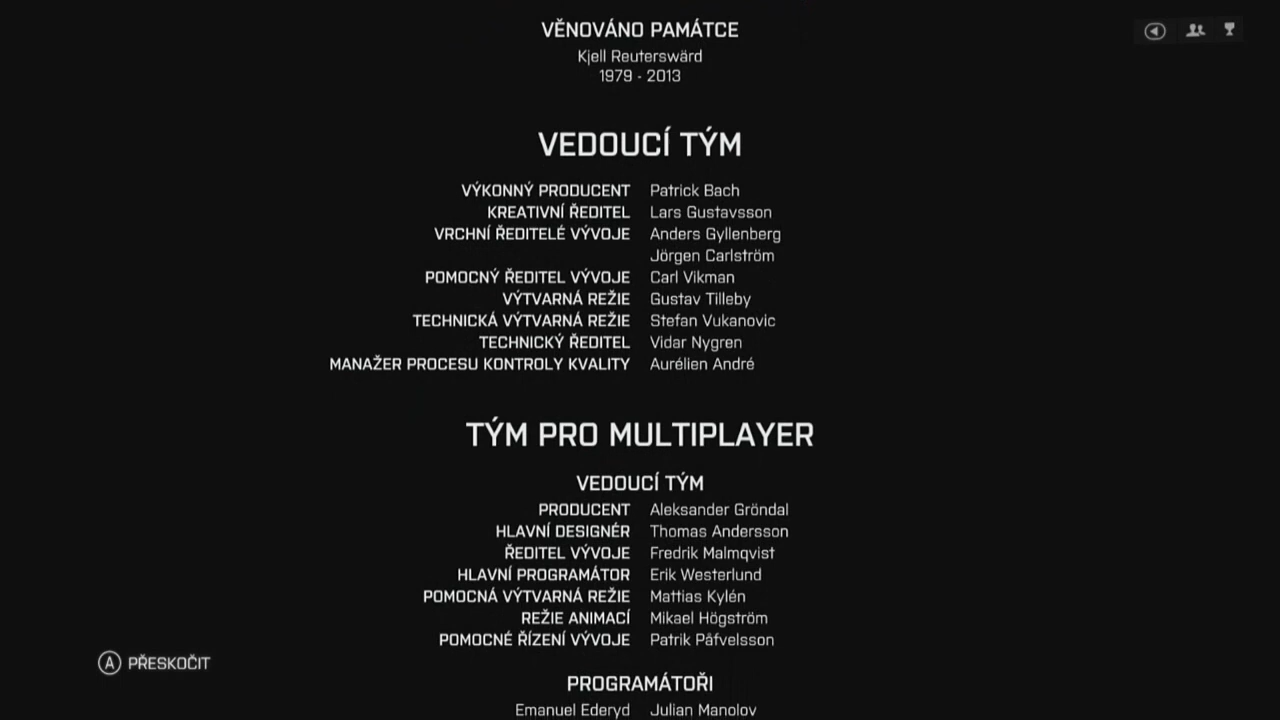 VĚNOVÁNO PAMÁTCE
Kjell Reuterswärd
1979 - 2013
VEDOUCÍ TÝM
VÝKONNÝ PRODUCENT Patrick Bach
KREATIVNÍ ŘEDITEL Lars Gustavsson
VRCHNÍ ŘEDITELÉ VÝVOJE Anders Gyllenberg
Jörgen Carlström
POMOCNÝ ŘEDITEL VÝVOJE Carl Vikman
VÝTVARNÁ REŽIE Gustav Tilleby
TECHNICKÁ VÝTVARNÁ REŽIE Stefan Vukanovic
TECHNICKÝ ŘEDITEL Vidar Nygren
MANAŽER PROCESU KONTROLY KVALITY Aurélien André
TÝM PRO MULTIPLAYER
VEDOUCÍ TÝM
PRODUCENT Aleksander Gröndal
HLAVNÍ DESIGNÉR Thomas Andersson
ŘEDITEL VÝVOJE Fredrik Malmqvist
HLAVNÍ PROGRAMÁTOR Erik Westerlund
POMOCNÁ VÝTVARNÁ REŽIE Mattias Kylén
REŽIE ANIMACÍ Mikael Högström
POMOCNÉ ŘÍZENÍ VÝVOJE Patrik Påfvelsson
A PŘESKOČIT
PROGRAMÁTOŘI
Emanuel Ederyd Julian Manolov